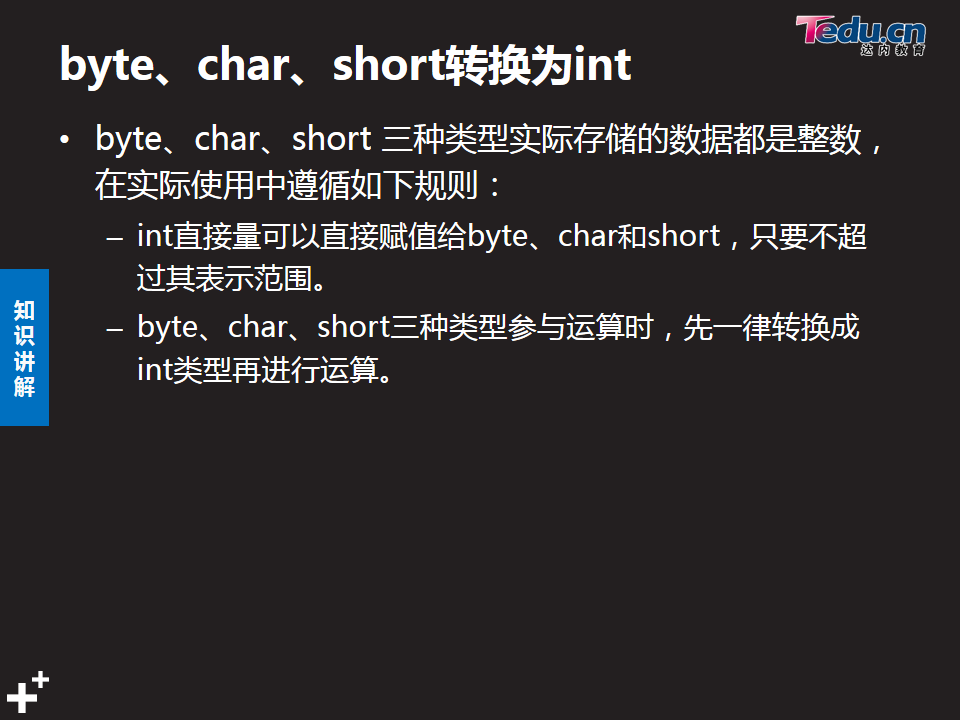 Tedu.cn
达内教育
byte、char、short转换为int
• byte、char、short 三种类型实际存储的数据都是整数，
在实际使用中遵循如下规则：
– int直接量可以直接赋值给byte、char和short，只要不超
过其表示范围。
– byte、char、short三种类型参与运算时，先一律转换成
int类型再进行运算。
知识讲解